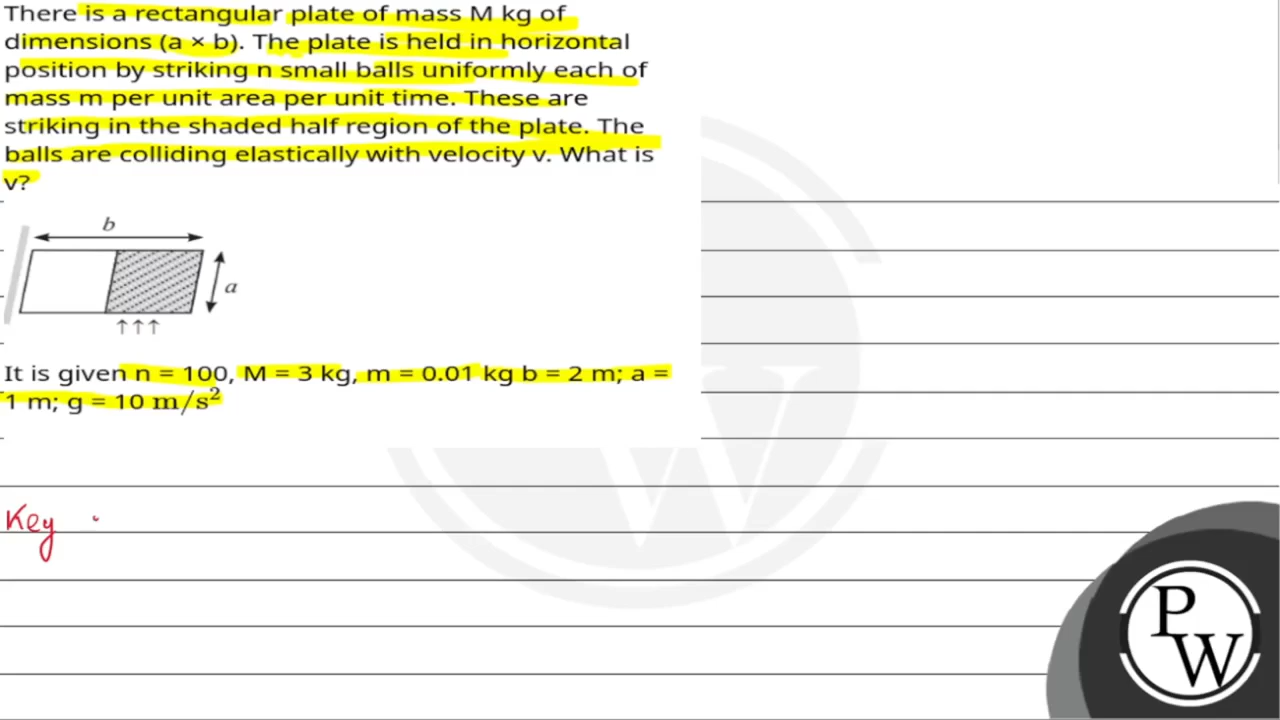 There is a rectangular plate of mass M kg of
dimensions (a × b). The plate is held in horizontal
position by striking n small balls uniformly each of
mass m per unit area per unit time. These are
striking in the shaded half region of the plate. The
balls are colliding elastically with velocity v. What is
v?
b
a
It is given n = 100, M = 3 kg, m = 0.01 kg b = 2 m; a =
1 m; g = 10 m/s²
Key
P
W